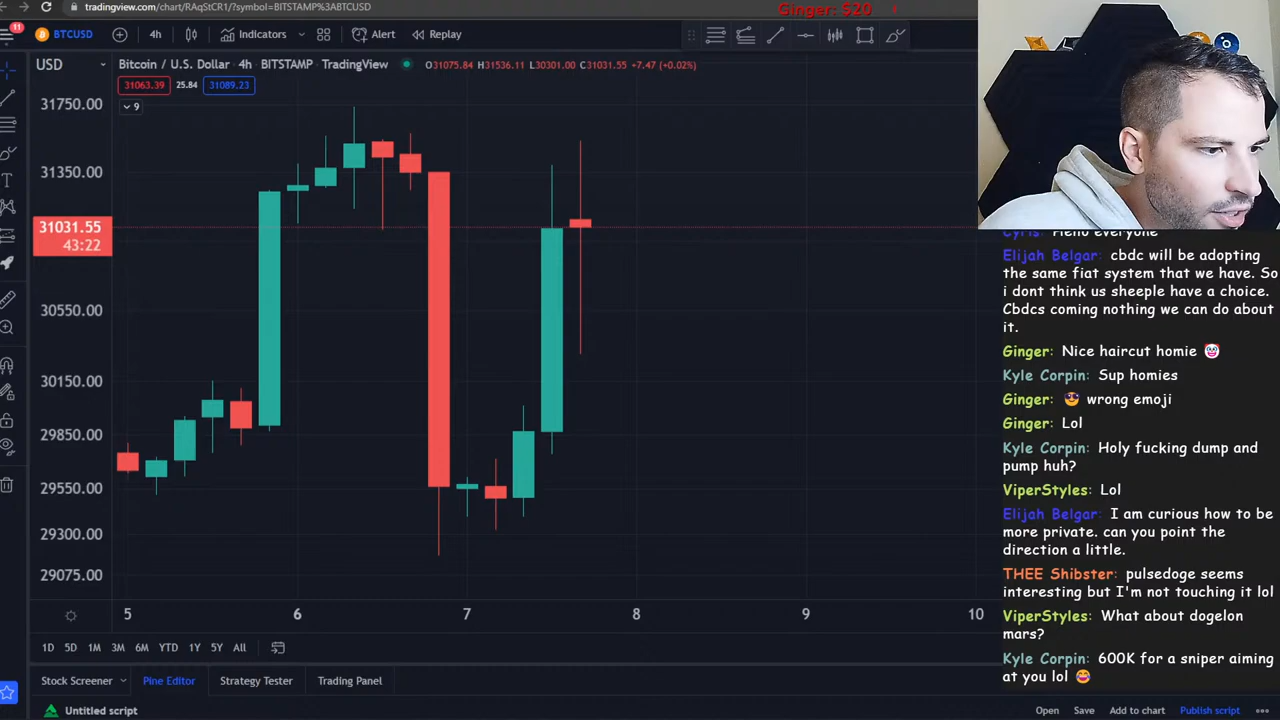 tradingview.com/chart/RAqStCR1/?symbol=BITSTAMP%3ABTCUSD
Ginger: $20
11
BTCUSD
4h
Indicators
Alert
Replay
USD
Bitcoin / U.S. Dollar · 4h · BITSTAMP · TradingView
O31075.84 H31536.11 L30301.00 C31031.55 +7.47 (+0.02%)
31063.39
25.84
31089.23
9
31750.00
31350.00
31031.55
43:22
30550.00
30150.00
29850.00
29550.00
29300.00
29075.00
5
6
7
8
9
10
1D
5D
1M
3M
6M
YTD
1Y
5Y
All
Stock Screener
Pine Editor
Strategy Tester
Trading Panel
Untitled script
Open
Save
Add to chart
Publish script
Cyris: Hello everyone
Elijah Belgar: cbdc will be adopting
the same fiat system that we have. So
i dont think us sheeple have a choice.
Cbdcs coming nothing we can do about
it.
Ginger: Nice haircut homie 🤡
Kyle Corpin: Sup homies
Ginger: 😎 wrong emoji
Ginger: Lol
Kyle Corpin: Holy fucking dump and
pump huh?
ViperStyles: Lol
Elijah Belgar: I am curious how to be
more private. can you point the
direction a little.
THEE Shibster: pulsedoge seems
interesting but I'm not touching it lol
ViperStyles: What about dogelon
mars?
Kyle Corpin: 600K for a sniper aiming
at you lol 😂